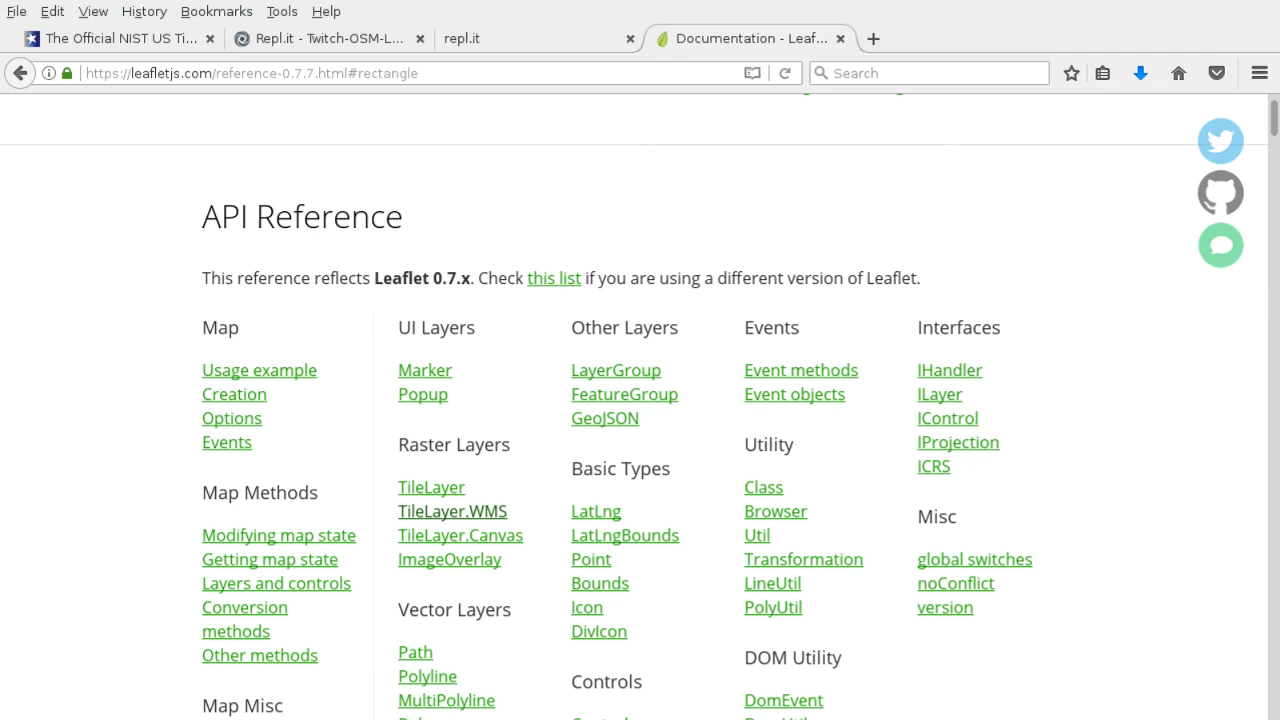 File Edit View History Bookmarks Tools Help
The Official NIST US Ti...
Repl.it - Twitch-OSM-L...
repl.it
Documentation - Leaf...
https://leafletjs.com/reference-0.7.7.html#rectangle
Search
API Reference
This reference reflects Leaflet 0.7.x. Check this list if you are using a different version of Leaflet.
Map
Usage example
Creation
Options
Events
Map Methods
Modifying map state
Getting map state
Layers and controls
Conversion
methods
Other methods
Map Misc
UI Layers
Marker
Popup
Raster Layers
TileLayer
TileLayer.WMS
TileLayer.Canvas
ImageOverlay
Vector Layers
Path
Polyline
MultiPolyline
Other Layers
LayerGroup
FeatureGroup
GeoJSON
Basic Types
LatLng
LatLngBounds
Point
Bounds
Icon
DivIcon
Controls
Events
Event methods
Event objects
Utility
Class
Browser
Util
Transformation
LineUtil
PolyUtil
DOM Utility
DomEvent
Interfaces
IHandler
ILayer
IControl
IProjection
ICRS
Misc
global switches
noConflict
version